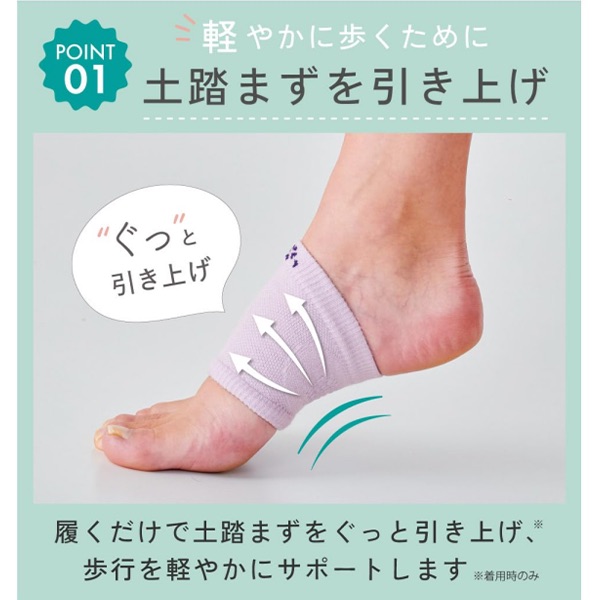 POINT
01
軽やかに歩くために
土踏まずを引き上げ
"ぐっ"と
引き上げ
履くだけで土踏まずをぐっと引き上げ、※
歩行を軽やかにサポートします ※着用時のみ